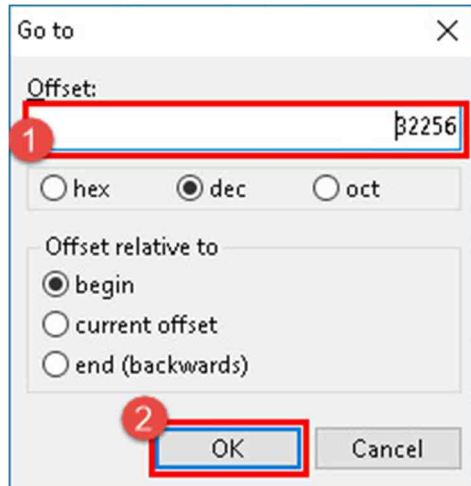 Go to
Offset:
1
32256
hex dec oct
Offset relative to
begin
current offset
end (backwards)
2
OK Cancel